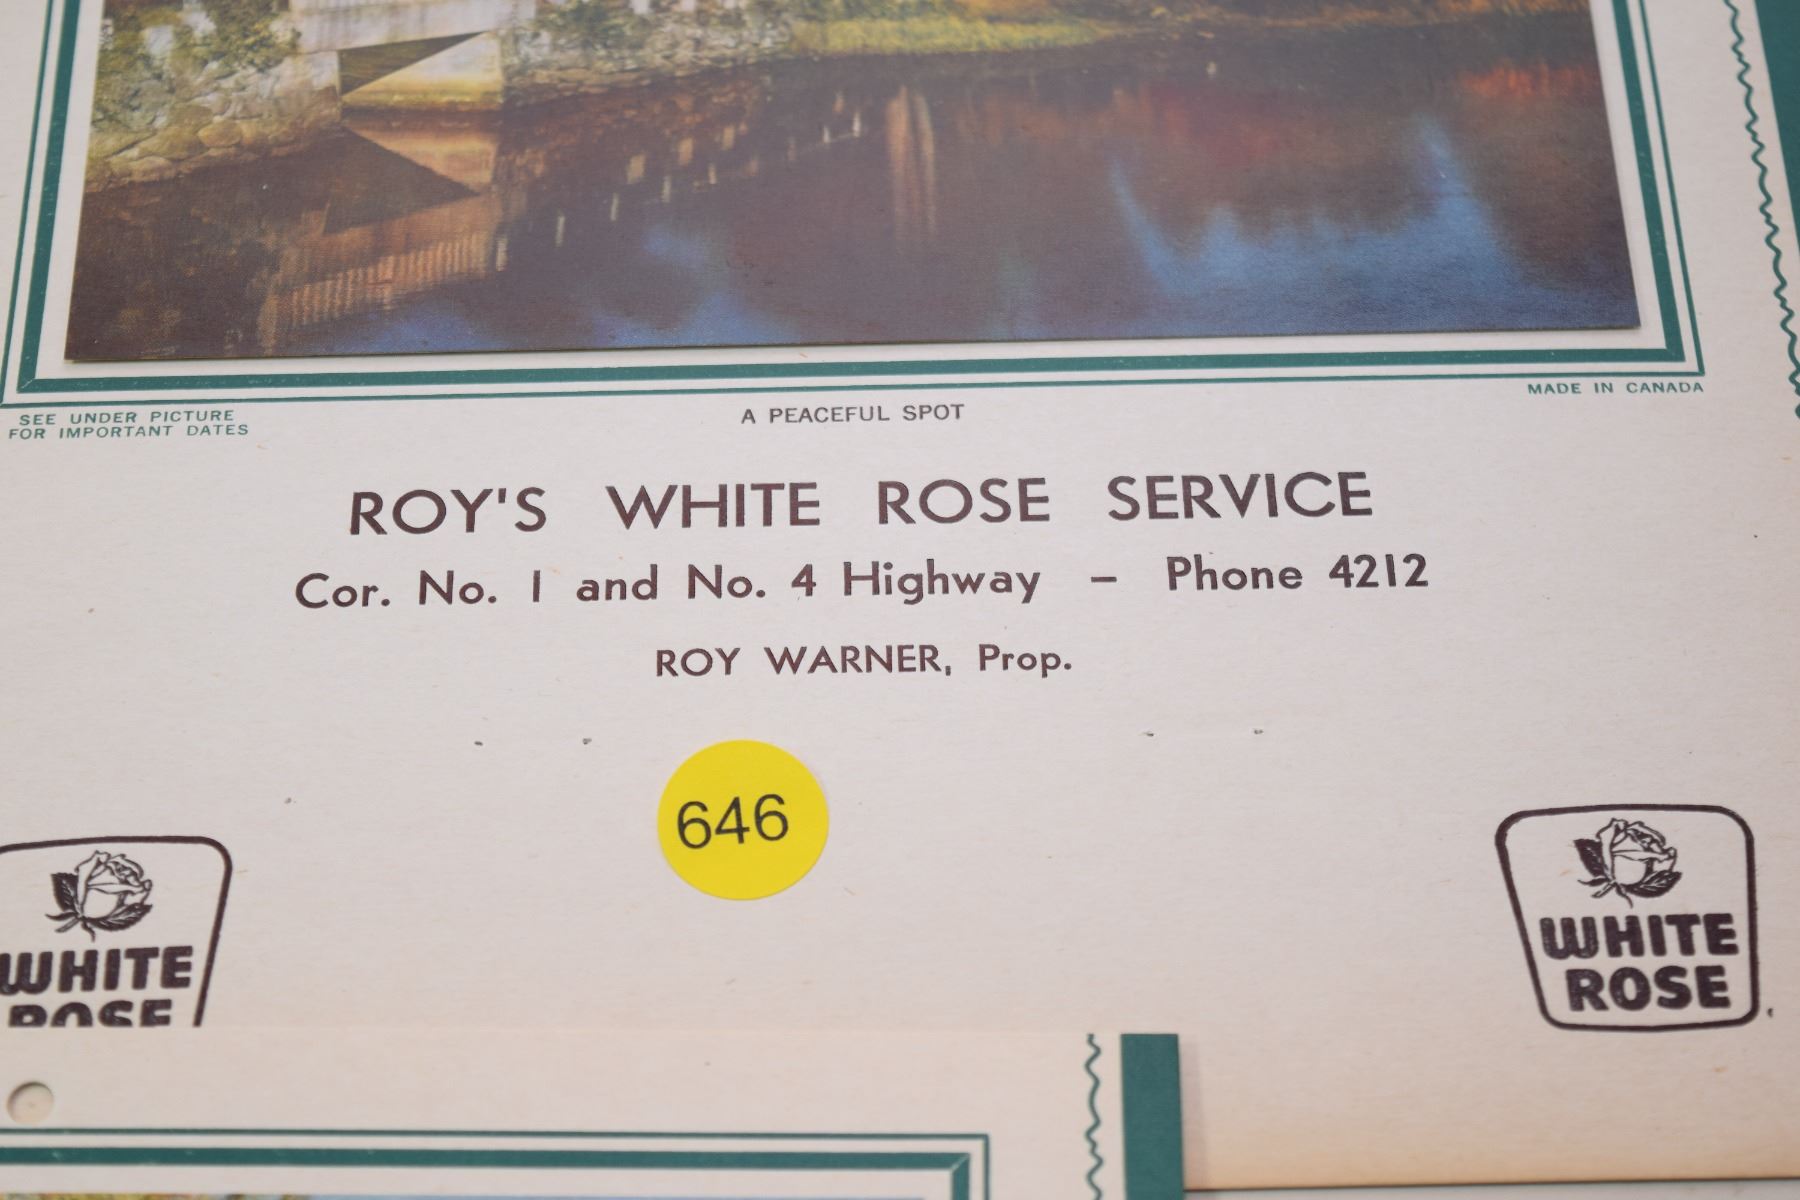 SEE UNDER PICTURE
FOR IMPORTANT DATES
A PEACEFUL SPOT
MADE IN CANADA
ROY'S WHITE ROSE SERVICE
Cor. No. 1 and No. 4 Highway – Phone 4212
ROY WARNER, Prop.
646
WHITE
ROSE
WHITE
ROSE